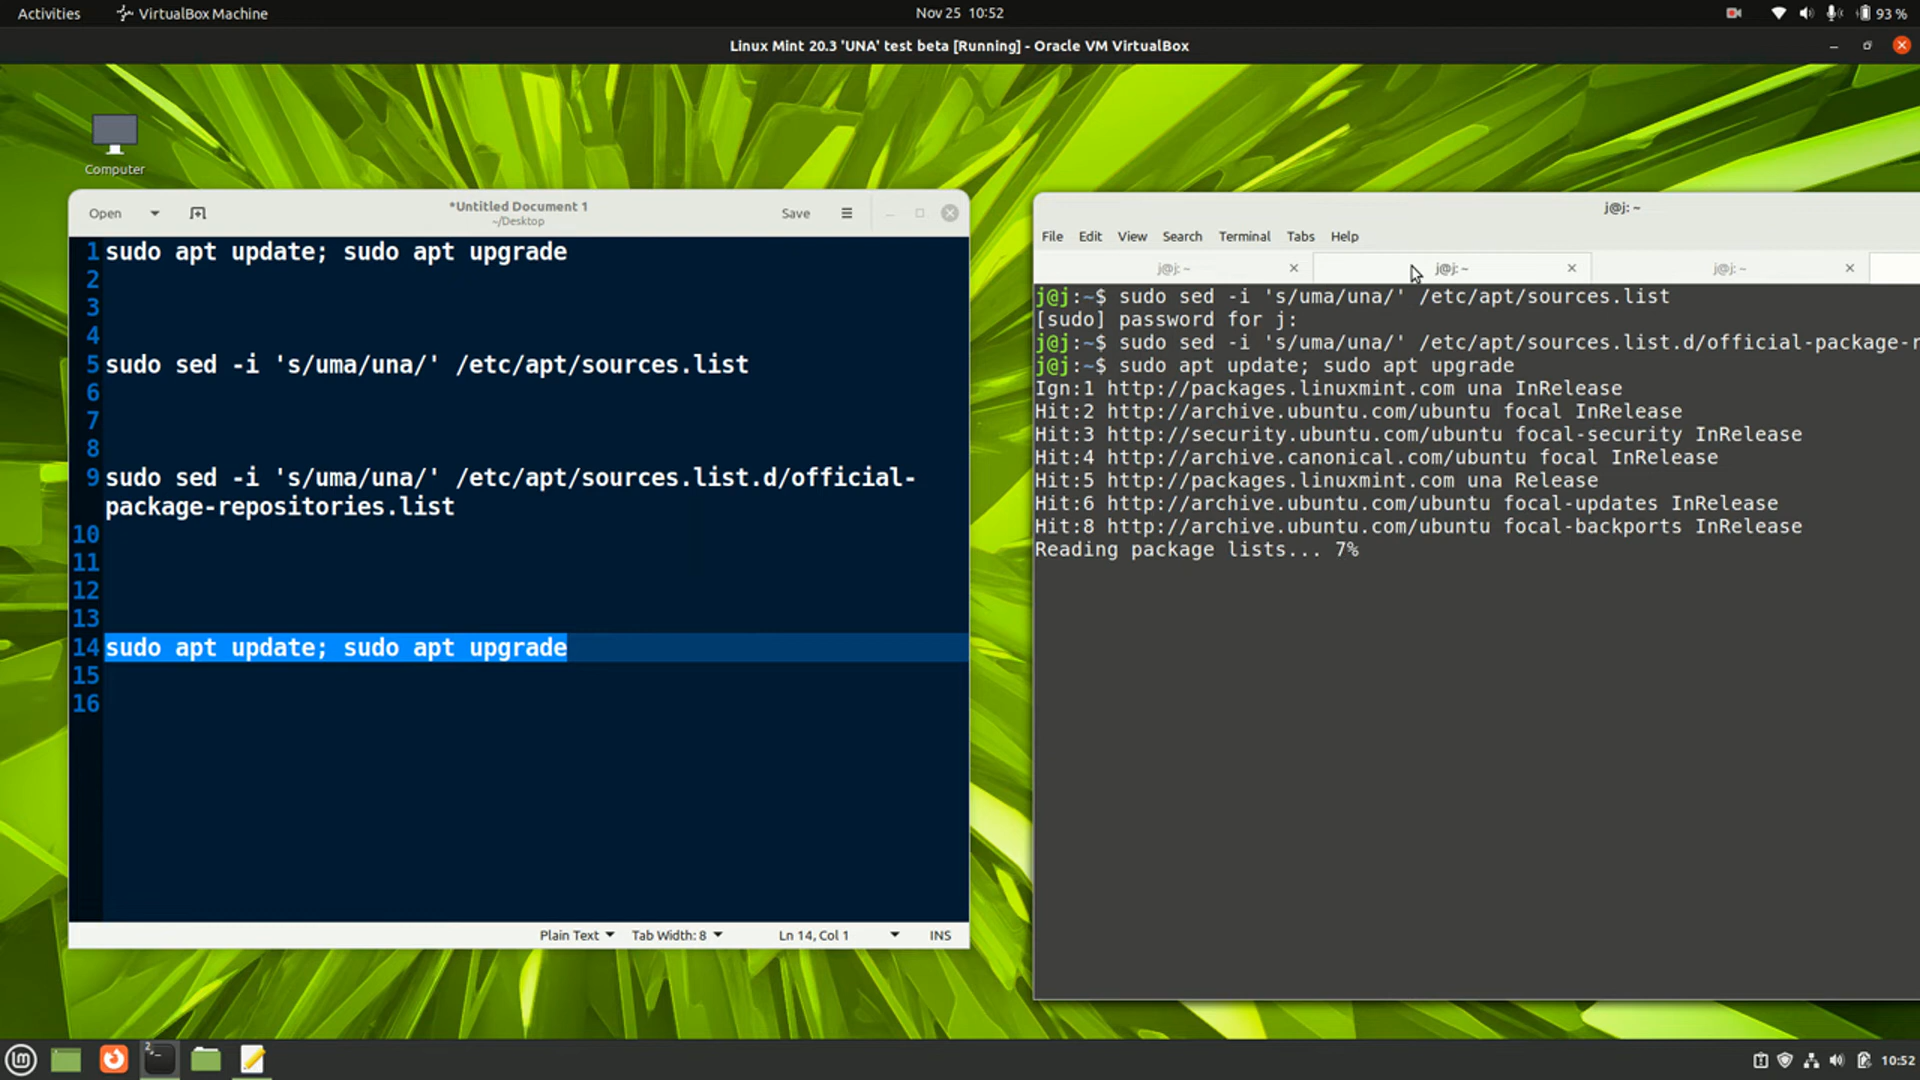 Activities
VirtualBox Machine
Nov 25 10:52
93 %
Linux Mint 20.3 'UNA' test beta [Running] - Oracle VM VirtualBox
Computer
Open
*Untitled Document 1
~/Desktop
Save
1 sudo apt update; sudo apt upgrade
2
3
4
5 sudo sed -i 's/uma/una/' /etc/apt/sources.list
6
7
8
9 sudo sed -i 's/uma/una/' /etc/apt/sources.list.d/official-
package-repositories.list
10
11
12
13
14 sudo apt update; sudo apt upgrade
15
16
Plain Text
Tab Width: 8
Ln 14, Col 1
INS
j@j: ~
File Edit View Search Terminal Tabs Help
j@j: ~
j@j: ~
j@j: ~
j@j:~$ sudo sed -i 's/uma/una/' /etc/apt/sources.list
[sudo] password for j:
j@j:~$ sudo sed -i 's/uma/una/' /etc/apt/sources.list.d/official-package-r
j@j:~$ sudo apt update; sudo apt upgrade
Ign:1 http://packages.linuxmint.com una InRelease
Hit:2 http://archive.ubuntu.com/ubuntu focal InRelease
Hit:3 http://security.ubuntu.com/ubuntu focal-security InRelease
Hit:4 http://archive.canonical.com/ubuntu focal InRelease
Hit:5 http://packages.linuxmint.com una Release
Hit:6 http://archive.ubuntu.com/ubuntu focal-updates InRelease
Hit:8 http://archive.ubuntu.com/ubuntu focal-backports InRelease
Reading package lists... 7%
2
10:52